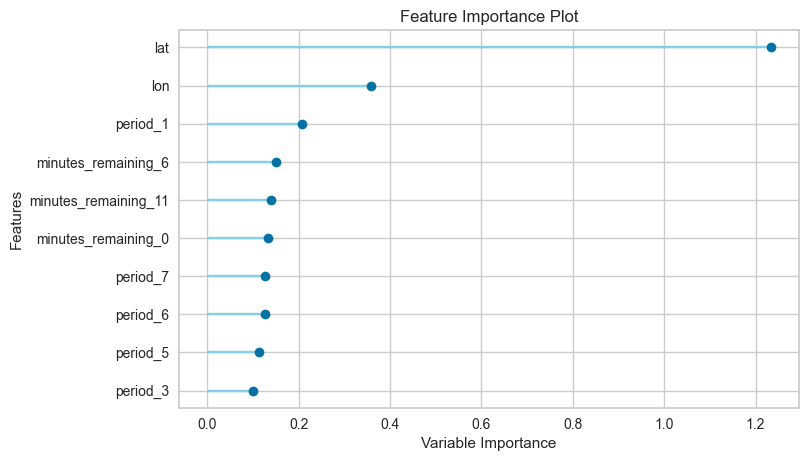 Feature Importance Plot
Features
lat
lon
period_1
minutes_remaining_6
minutes_remaining_11
minutes_remaining_0
period_7
period_6
period_5
period_3
0.0 0.2 0.4 0.6 0.8 1.0 1.2
Variable Importance